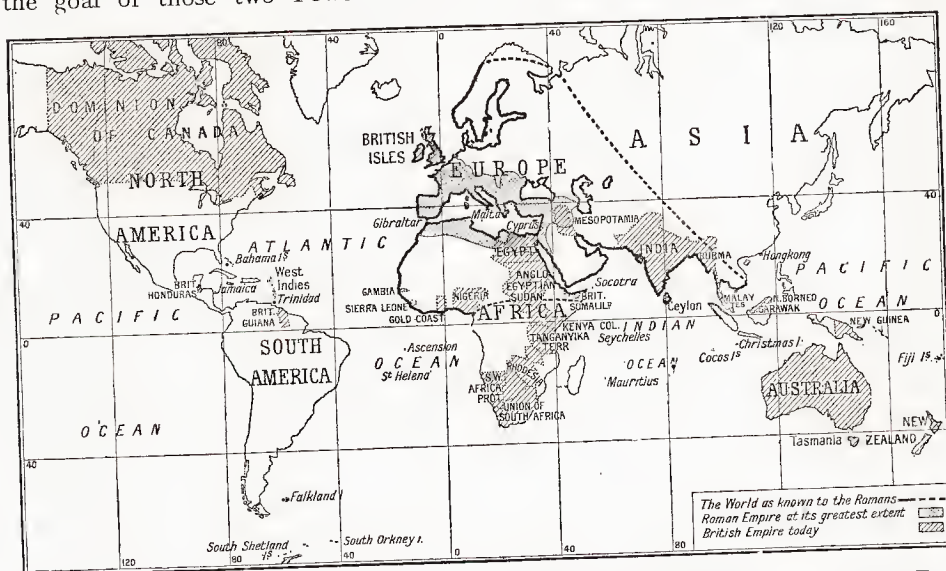 the goal of those two
80
40
0
40
120
160
DOMINION
OF CANADA
NORTH
AMERICA
BRITISH
ISLES
EUROPE
ASIA
40
40
Gibraltar
Malta
Cyprus
MESOPOTAMIA
ATLANTIC
Bahama Is
EGYPT
INDIA
BURMA
Hongkong
PACIFIC
BRIT.
HONDURAS
Jamaica
West
Indies
Trinidad
GAMBIA
SIERRA LEONE
GOLD COAST
NIGERIA
ANGLO
EGYPTIAN
SUDAN
BRIT.
SOMALILD
Socotra
Ceylon
MALAY
Is
N. BORNEO
SARAWAK
OCEAN
NEW GUINEA
PACIFIC
BRIT.
GUIANA
AFRICA
KENYA COL.
TANGANYIKA
TERR
INDIAN
Seychelles
0
0
SOUTH
AMERICA
Ascension
OCEAN
St Helena
RHODESIA
OCEAN
Mauritius
Cocos Is
Christmas I.
Fiji Is
S.W.
AFRICA
PROT.
UNION OF
SOUTH AFRICA
AUSTRALIA
OCEAN
Tasmania
NEW
ZEALAND
40
40
Falkland I
South Shetland
Is
South Orkney I.
The World as known to the Romans
Roman Empire at its greatest extent
British Empire today
120
80
40
0
40
80
120